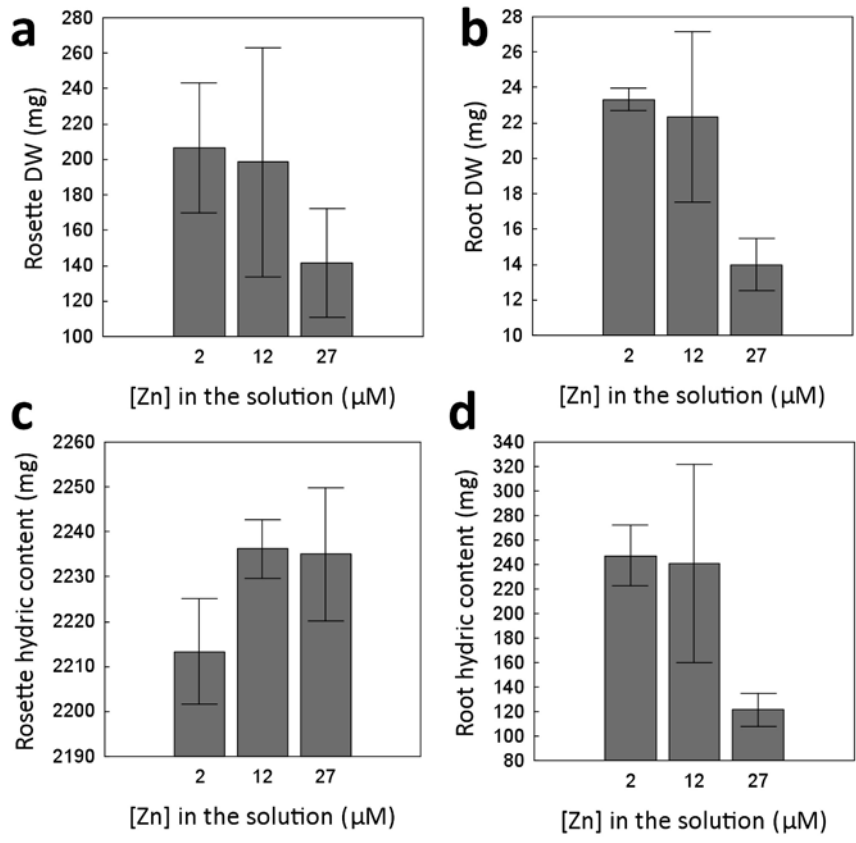 a
Rosette DW (mg)
280
260
240
220
200
180
160
140
120
100
2 12 27
[Zn] in the solution (µM)
b
Root DW (mg)
28
26
24
22
20
18
16
14
12
10
2 12 27
[Zn] in the solution (µM)
c
Rosette hydric content (mg)
2260
2250
2240
2230
2220
2210
2200
2190
2 12 27
[Zn] in the solution (µM)
d
Root hydric content (mg)
340
320
300
280
260
240
220
200
180
160
140
120
100
80
2 12 27
[Zn] in the solution (µM)